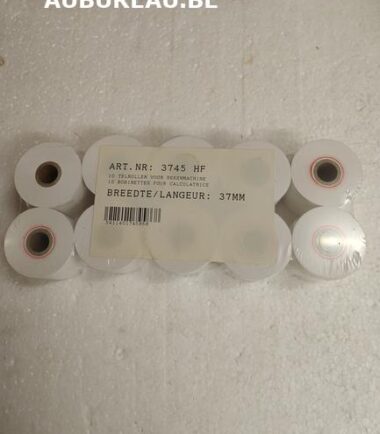 AUBUREAU.BE
ART.NR: 3745 HF
10 TELROLLEN VOOR REKENMACHINE
10 BOBINETTES POUR CALCULATRICE
BREEDTE/LANGEUR: 37MM